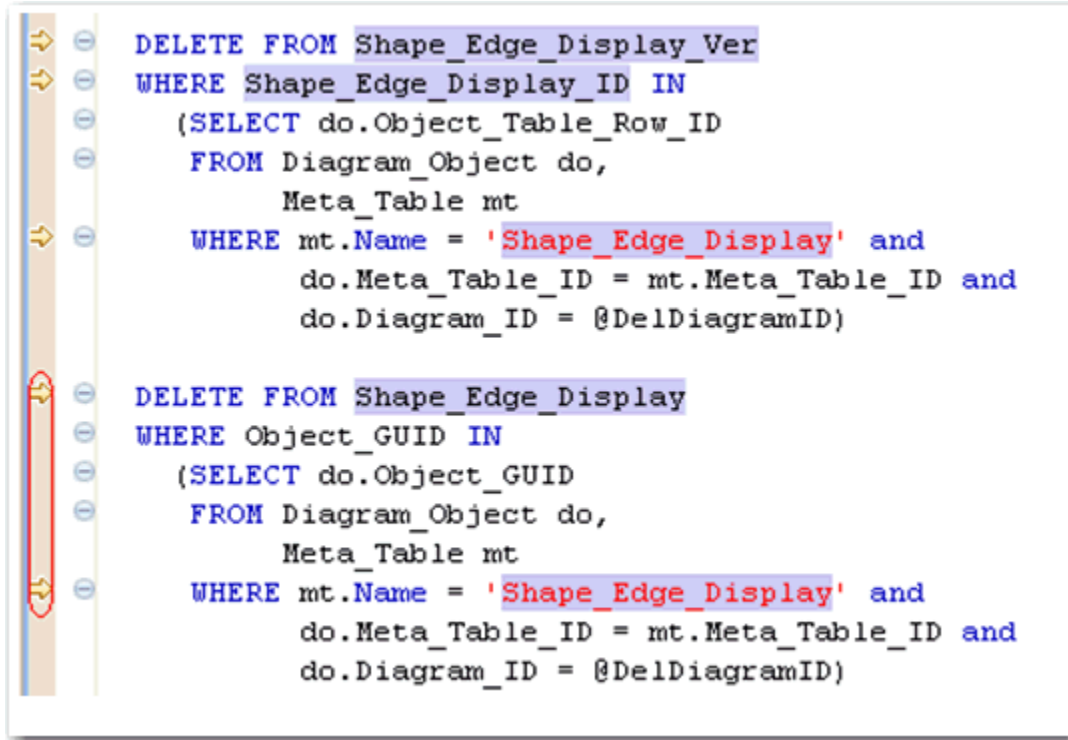 DELETE FROM Shape_Edge_Display_Ver
WHERE Shape_Edge_Display_ID IN
(SELECT do.Object_Table_Row_ID
FROM Diagram_Object do,
Meta_Table mt
WHERE mt.Name = 'Shape_Edge_Display' and
do.Meta_Table_ID = mt.Meta_Table_ID and
do.Diagram_ID = @DelDiagramID)
DELETE FROM Shape_Edge_Display
WHERE Object_GUID IN
(SELECT do.Object_GUID
FROM Diagram_Object do,
Meta_Table mt
WHERE mt.Name = 'Shape_Edge_Display' and
do.Meta_Table_ID = mt.Meta_Table_ID and
do.Diagram_ID = @DelDiagramID)